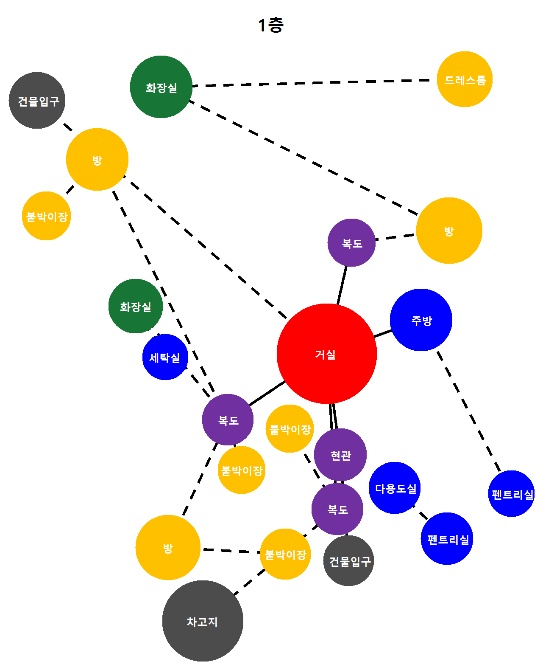 1층
드레스룸
화장실
건물입구
방
붙박이장
방
복도
화장실
주방
거실
세탁실
복도
붙박이장
현관
붙박이장
다용도실
펜트리실
복도
펜트리실
방
붙박이장
건물입구
차고지